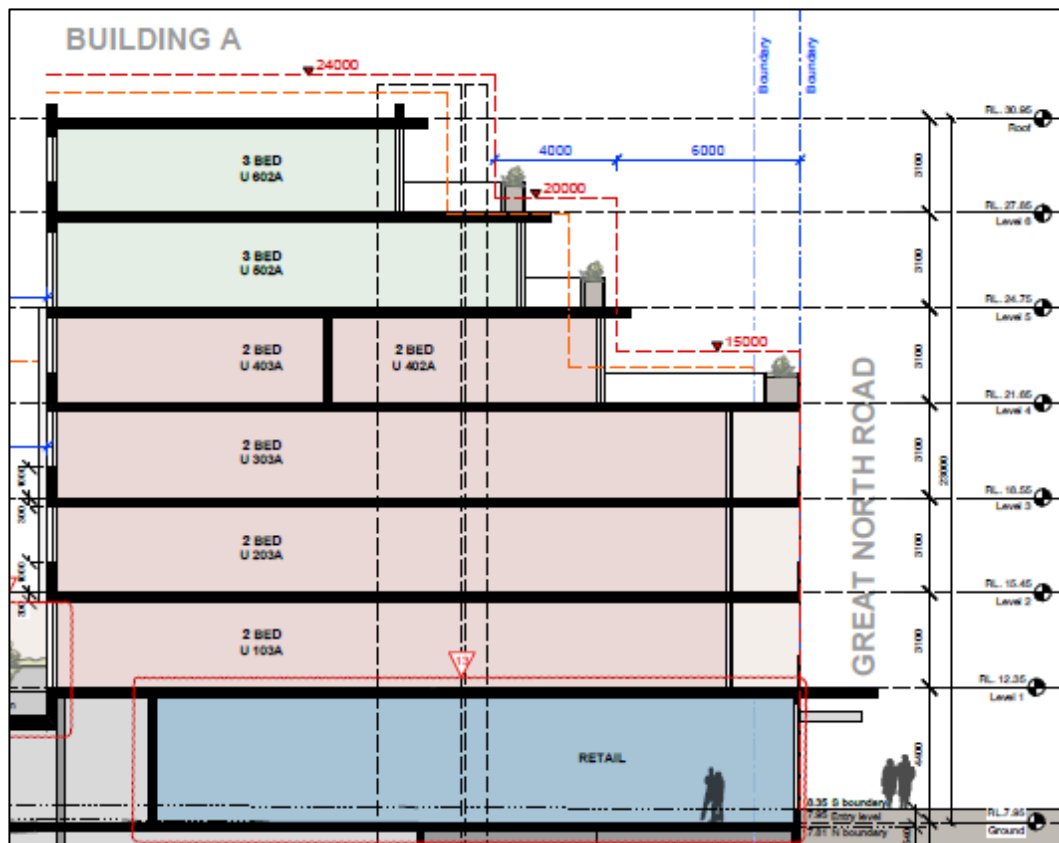 BUILDING A
24000
Boundary
Boundary
RL. 30.95
Roof
4000
6000
3100
3 BED
U 602A
20000
RL. 27.85
Level 6
3100
3 BED
U 502A
RL. 24.75
Level 5
15000
2 BED
U 403A
2 BED
U 402A
3100
RL. 21.65
Level 4
GREAT NORTH ROAD
2 BED
U 303A
3100
23000
1000
RL. 18.55
Level 3
300
2 BED
U 203A
3100
1000
RL. 15.45
Level 2
300
2 BED
U 103A
3100
13
RL. 12.35
Level 1
RETAIL
4400
8.35 S boundary
7.95 Entry level
7.81 N boundary
RL.7.95
Ground